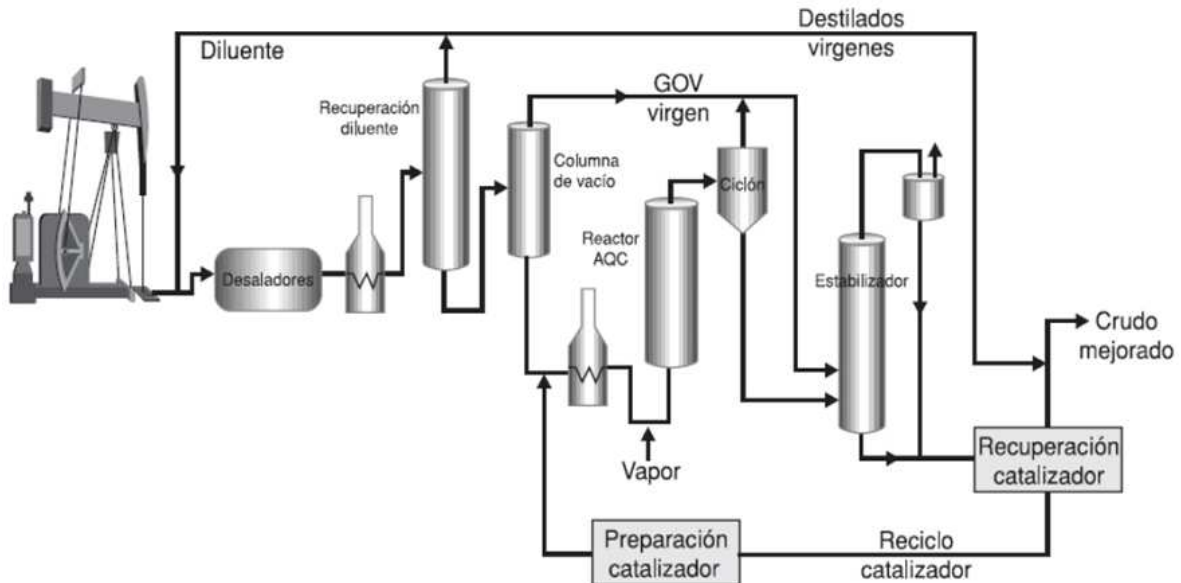 Destilados
vírgenes
Diluente
Recuperación
diluente
GOV
virgen
Columna
de vacío
Ciclón
Reactor
AQC
Desaladores
Estabilizador
Crudo
mejorado
Vapor
Recuperación
catalizador
Preparación
catalizador
Reciclo
catalizador